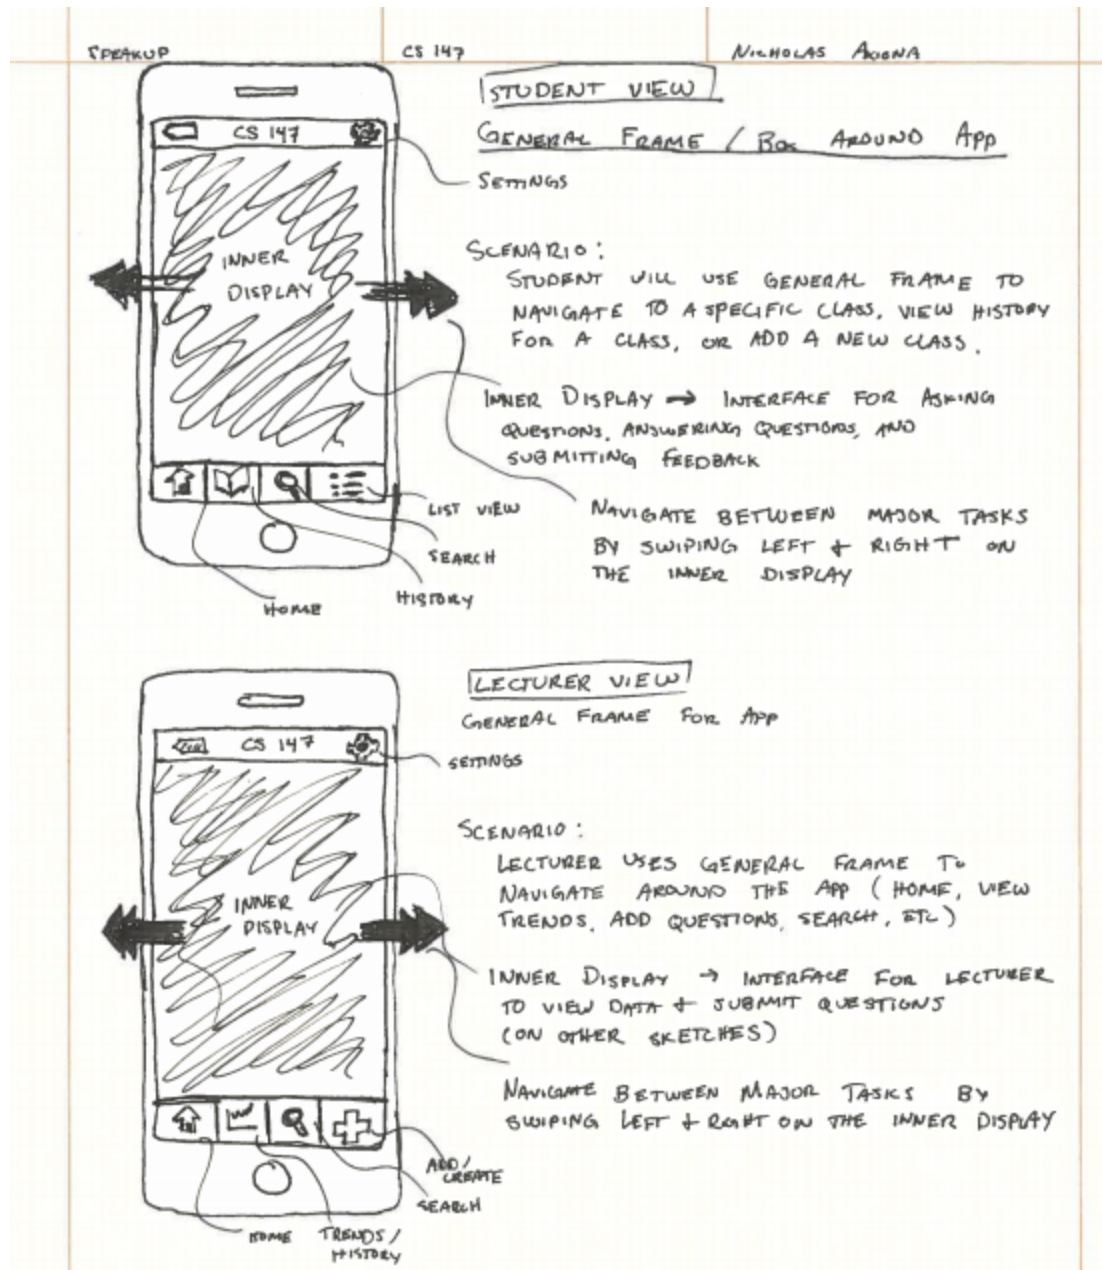 SPEAKUP
CS 147
NICHOLAS
STUDENT VIEW
GENERAL FRAME / BOX AROUND APP
CS 147
SETTINGS
INNER
DISPLAY
SCENARIO:
STUDENT WILL USE GENERAL FRAME TO
NAVIGATE TO A SPECIFIC CLASS, VIEW HISTORY
FOR A CLASS, OR ADD A NEW CLASS.
INNER DISPLAY → INTERFACE FOR ASKING
QUESTIONS, ANSWERING QUESTIONS, AND
SUBMITTING FEEDBACK
NAVIGATE BETWEEN MAJOR TASKS
BY SWIPING LEFT + RIGHT ON
THE INNER DISPLAY
LIST VIEW
SEARCH
HISTORY
HOME
LECTURER VIEW
GENERAL FRAME FOR APP
CS 147
SETTINGS
INNER
DISPLAY
SCENARIO:
LECTURER USES GENERAL FRAME TO
NAVIGATE AROUND THE APP (HOME, VIEW
TRENDS, ADD QUESTIONS, SEARCH, ETC)
INNER DISPLAY → INTERFACE FOR LECTURER
TO VIEW DATA + SUBMIT QUESTIONS
(ON OTHER SKETCHES)
NAVIGATE BETWEEN MAJOR TASKS BY
SWIPING LEFT + RIGHT ON THE INNER DISPLAY
ADD/
CREATE
SEARCH
TRENDS/
HISTORY
HOME